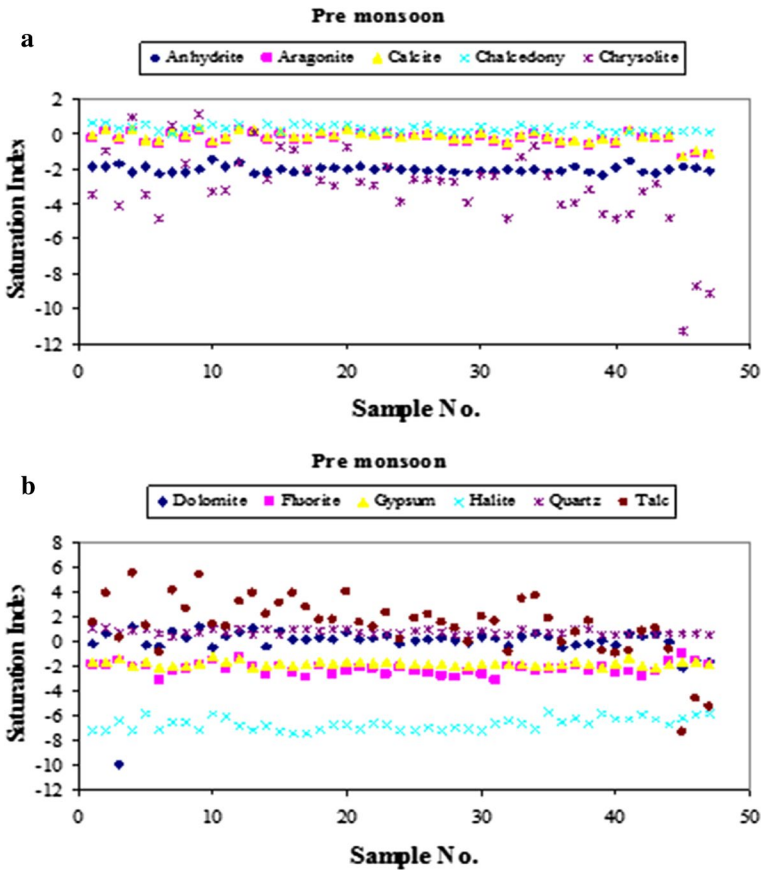 Pre monsoon
a
Anhydrite Aragonite Calcite Chalcedony Chrysolite
2
0
-2
-4
-6
-8
-10
-12
Saturation Index
0 10 20 30 40 50
Sample No.
Pre monsoon
b
Dolomite Fluorite Gypsum Halite Quartz Talc
8
6
4
2
0
-2
-4
-6
-8
-10
-12
Saturation Index
0 10 20 30 40 50
Sample No.